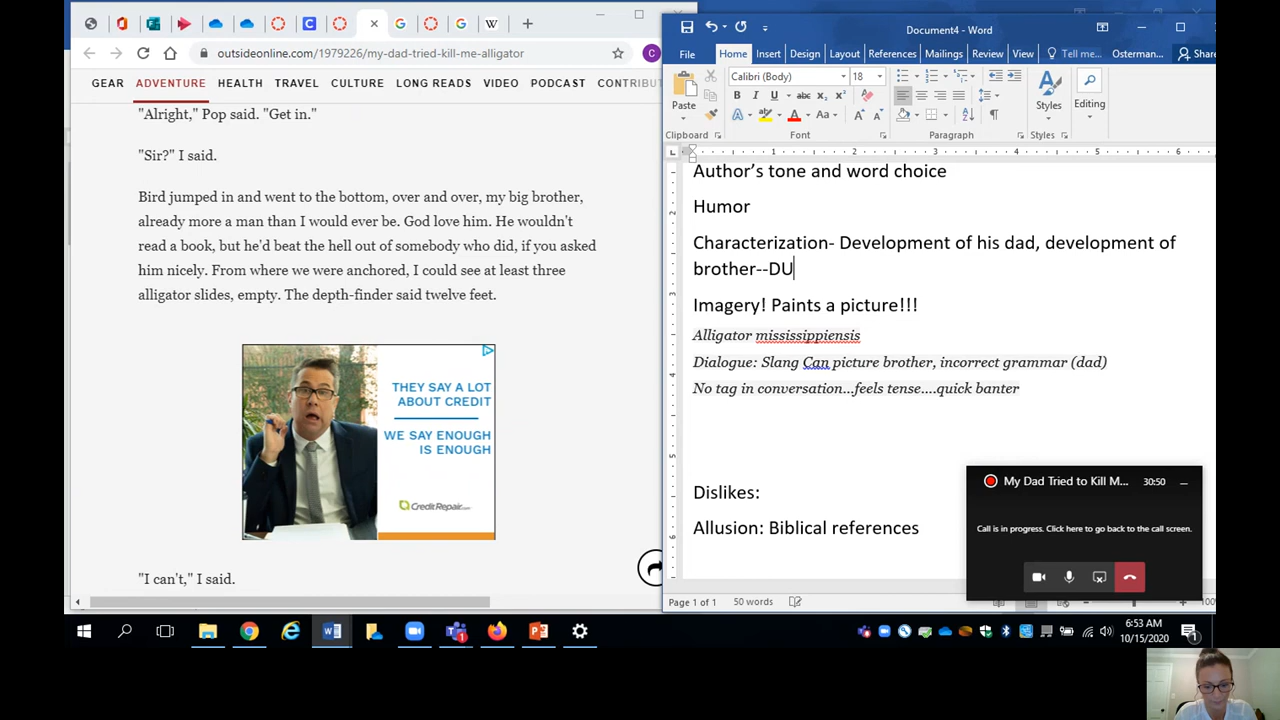 Document4 - Word
outsideonline.com/1979226/my-dad-tried-kill-me-alligator
File Home Insert Design Layout References Mailings Review View Tell me... Osterman... Share
GEAR ADVENTURE HEALTH TRAVEL CULTURE LONG READS VIDEO PODCAST CONTRIBUT
Calibri (Body) 18
Paste Styles Editing
Clipboard Font Paragraph Styles
"Alright," Pop said. "Get in."
"Sir?" I said.
Bird jumped in and went to the bottom, over and over, my big brother,
already more a man than I would ever be. God love him. He wouldn't
read a book, but he'd beat the hell out of somebody who did, if you asked
him nicely. From where we were anchored, I could see at least three
alligator slides, empty. The depth-finder said twelve feet.
THEY SAY A LOT
ABOUT CREDIT
WE SAY ENOUGH
IS ENOUGH
CreditRepair.com
"I can't," I said.
Author's tone and word choice
Humor
Characterization- Development of his dad, development of
brother--DU
Imagery! Paints a picture!!!
Alligator mississippiensis
Dialogue: Slang Can picture brother, incorrect grammar (dad)
No tag in conversation...feels tense....quick banter
Dislikes:
Allusion: Biblical references
My Dad Tried to Kill M... 30:50
Call is in progress. Click here to go back to the call screen.
Page 1 of 1 50 words
6:53 AM
10/15/2020